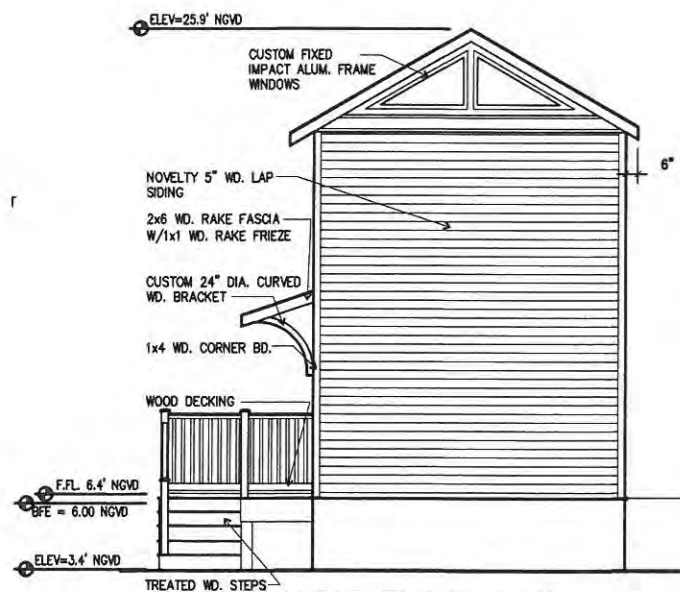 ELEV=25.9' NGVD
CUSTOM FIXED
IMPACT ALUM. FRAME
WINDOWS
6"
NOVELTY 5" WD. LAP
SIDING
r
2x6 WD. RAKE FASCIA
W/1x1 WD. RAKE FRIEZE
CUSTOM 24" DIA. CURVED
WD. BRACKET
1x4 WD. CORNER BD.
WOOD DECKING
F.FL. 6.4' NGVD
BFE = 6.00 NGVD
ELEV=3.4' NGVD
TREATED WD. STEPS